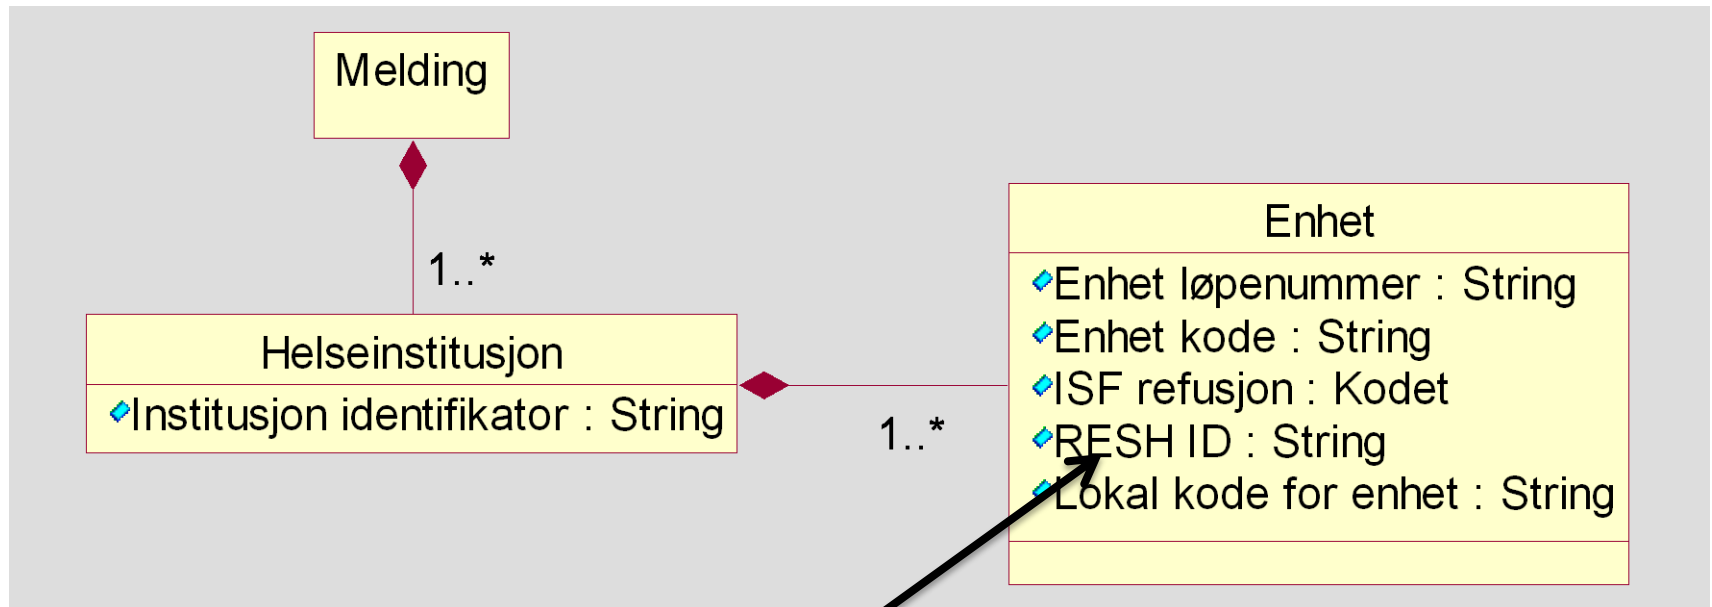 Melding
1..*
Helseinstitusjon
Institusjon identifikator : String
1..*
Enhet
Enhet løpenummer : String
Enhet kode : String
ISF refusjon : Kodet
RESH ID : String
Lokal kode for enhet : String